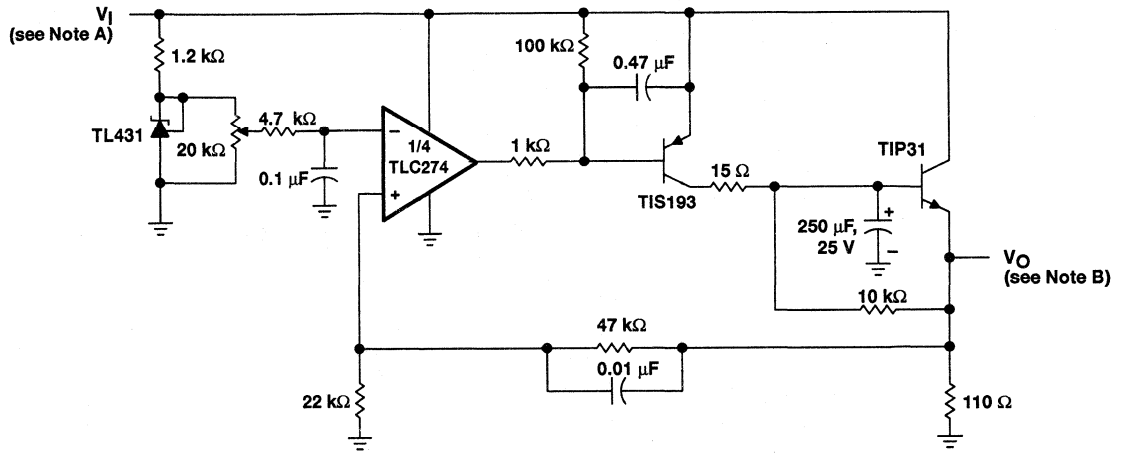 VI
(see Note A)
1.2 kΩ
TL431
20 kΩ
4.7 kΩ
0.1 μF
–
1/4
TLC274
+
1 kΩ
100 kΩ
0.47 μF
TIS193
15 Ω
TIP31
250 μF,
25 V
+
–
VO
(see Note B)
10 kΩ
47 kΩ
0.01 μF
22 kΩ
110 Ω